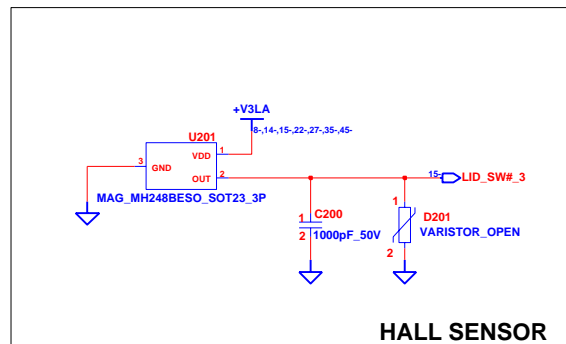 +V3LA
8-,14-,15-,22-,27-,35-,45-
U201
3 GND VDD 1
OUT 2
MAG_MH248BESO_SOT23_3P
15- LID_SW#_3
1 C200
2 1000pF_50V
1 D201
VARISTOR_OPEN
2
HALL SENSOR